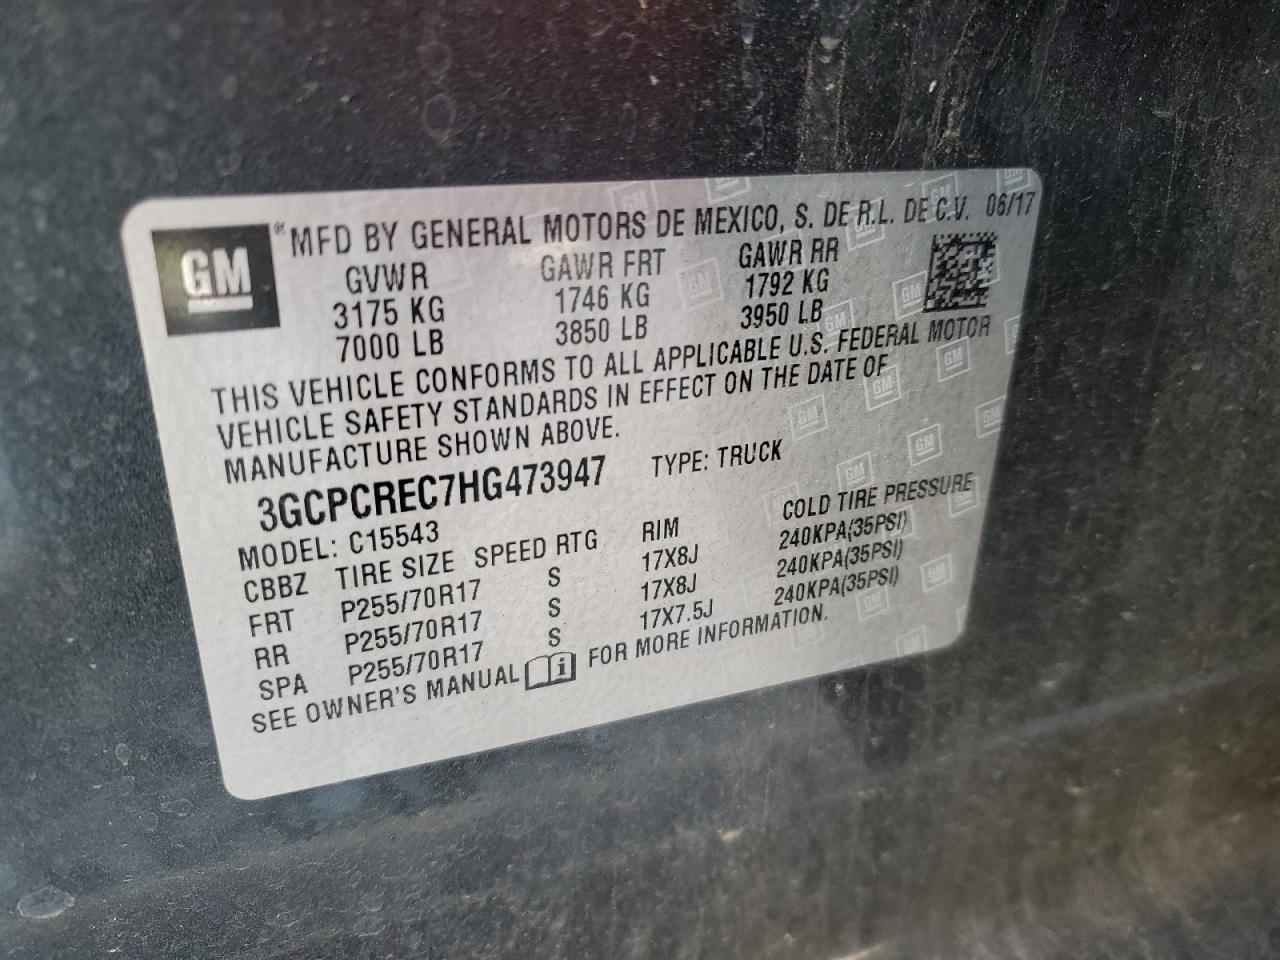 GM ® MFD BY GENERAL MOTORS DE MEXICO, S. DE R.L. DE C.V. 06/17
GVWR GAWR FRT GAWR RR
3175 KG 1746 KG 1792 KG
7000 LB 3850 LB 3950 LB
THIS VEHICLE CONFORMS TO ALL APPLICABLE U.S. FEDERAL MOTOR
VEHICLE SAFETY STANDARDS IN EFFECT ON THE DATE OF
MANUFACTURE SHOWN ABOVE.
3GCPCREC7HG473947 TYPE: TRUCK
MODEL: C15543
CBBZ TIRE SIZE SPEED RTG RIM COLD TIRE PRESSURE
FRT P255/70R17 S 17X8J 240KPA(35PSI)
RR P255/70R17 S 17X8J 240KPA(35PSI)
SPA P255/70R17 S 17X7.5J 240KPA(35PSI)
SEE OWNER'S MANUAL i FOR MORE INFORMATION.